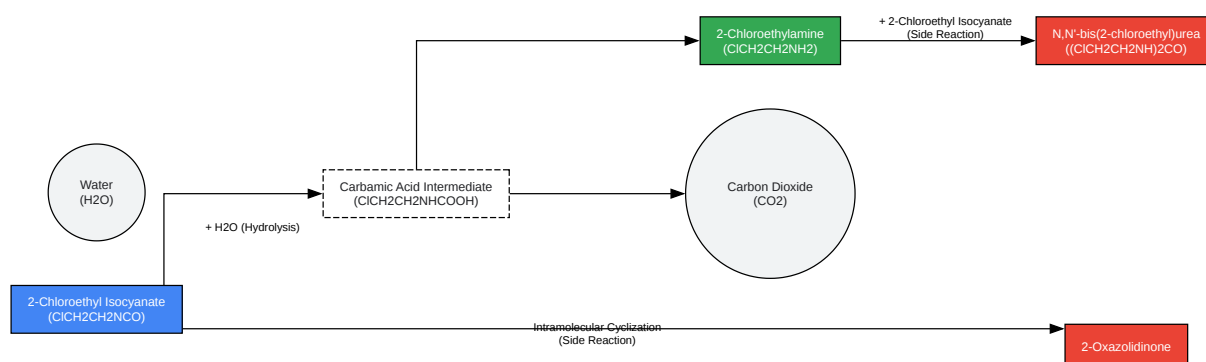 2-Chloroethylamine
(ClCH2CH2NH2)
+ 2-Chloroethyl Isocyanate
(Side Reaction)
N,N'-bis(2-chloroethyl)urea
((ClCH2CH2NH)2CO)
Water
(H2O)
Carbamic Acid Intermediate
(ClCH2CH2NHCOOH)
Carbon Dioxide
(CO2)
+ H2O (Hydrolysis)
2-Chloroethyl Isocyanate
(ClCH2CH2NCO)
Intramolecular Cyclization
(Side Reaction)
2-Oxazolidinone